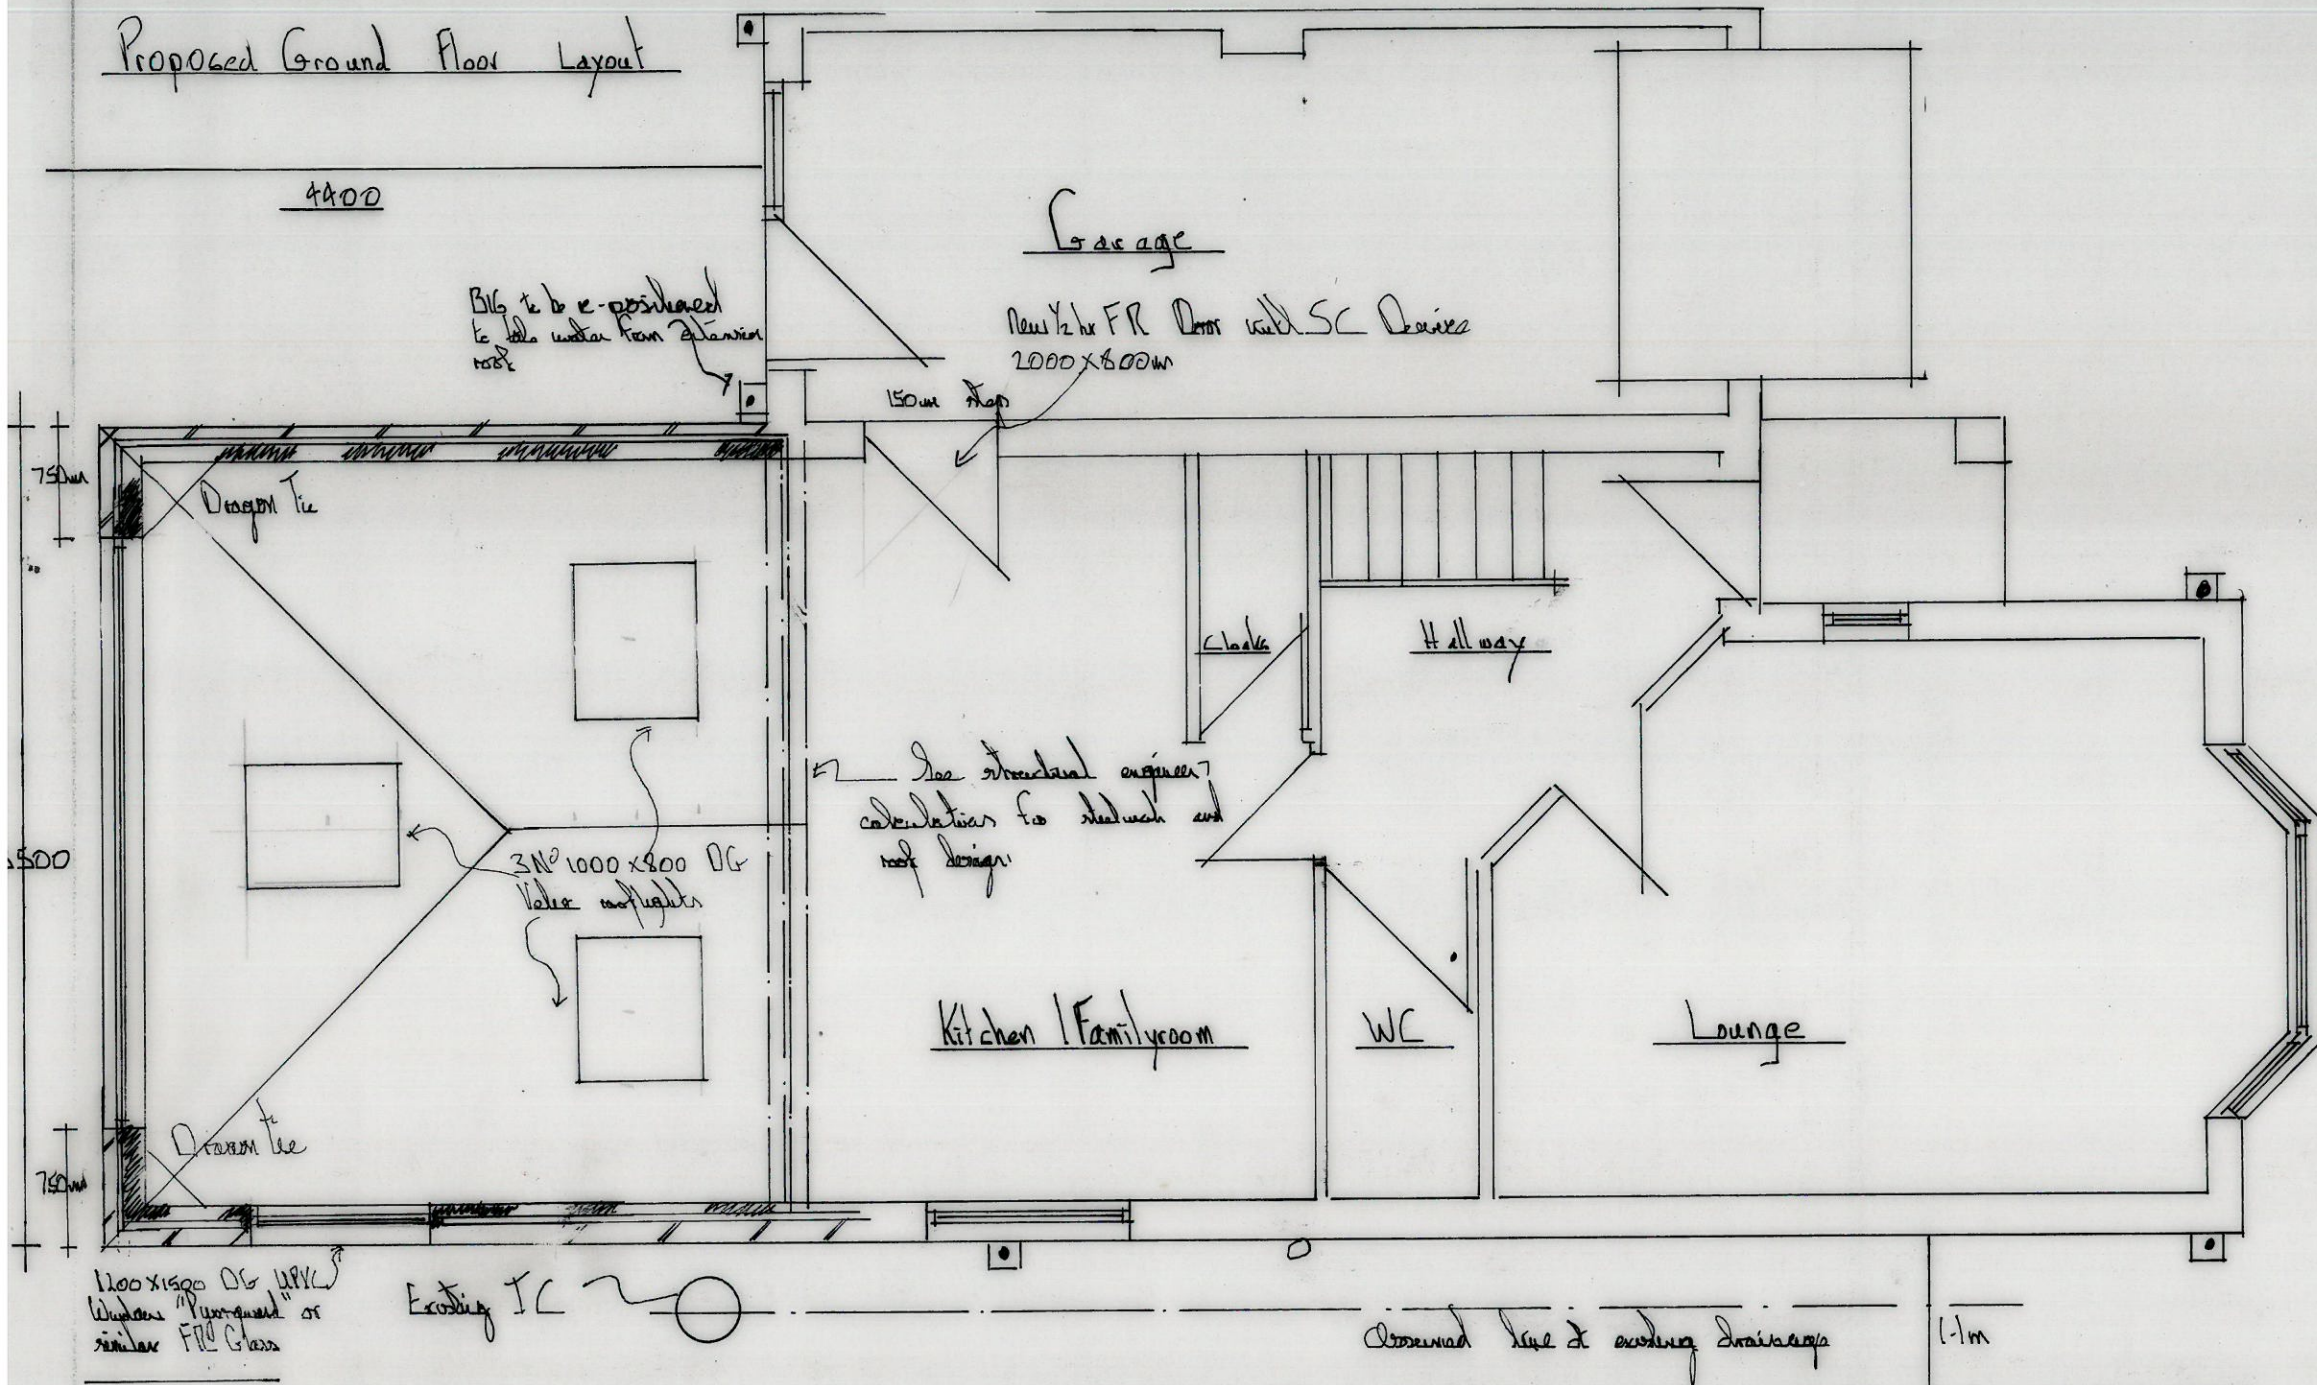 Proposed Ground Floor Layout
4400
Garage
BIG to be re-positioned
to take water from extension
roof
New ½ hr FR Door with SC Device
2000 x 800mm
150mm step
750mm
Dragon Tie
Cloaks
Hallway
See structural engineer
calculations for steelwork and
roof design
500
3No 1000 x 800 DG
Velux rooflights
Kitchen / Familyroom
WC
Lounge
Dragon tie
750mm
1200 x 1500 DG UPVC
Window "Pyroguard" or
similar FR Glass
Existing IC
Assumed line of existing drainage
1.1m